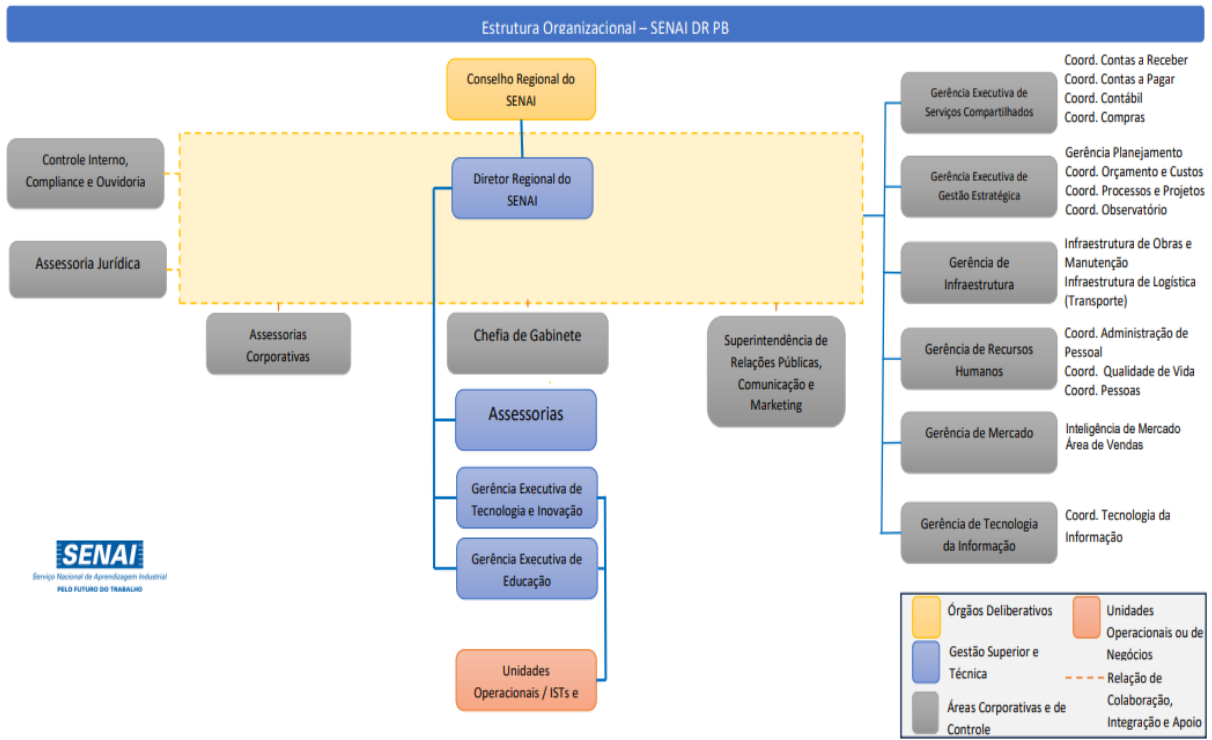 Estrutura Organizacional – SENAI DR PB
Conselho Regional do
SENAI
Diretor Regional do
SENAI
Controle Interno,
Compliance e Ouvidoria
Assessoria Jurídica
Assessorias
Corporativas
Chefia de Gabinete
Superintendência de
Relações Públicas,
Comunicação e
Marketing
Assessorias
Gerência Executiva de
Tecnologia e Inovação
Gerência Executiva de
Educação
Unidades
Operacionais / ISTs e
Gerência Executiva de
Serviços Compartilhados
Coord. Contas a Receber
Coord. Contas a Pagar
Coord. Contábil
Coord. Compras
Gerência Executiva de
Gestão Estratégica
Gerência Planejamento
Coord. Orçamento e Custos
Coord. Processos e Projetos
Coord. Observatório
Gerência de
Infraestrutura
Infraestrutura de Obras e
Manutenção
Infraestrutura de Logística
(Transporte)
Gerência de Recursos
Humanos
Coord. Administração de
Pessoal
Coord. Qualidade de Vida
Coord. Pessoas
Gerência de Mercado
Inteligência de Mercado
Área de Vendas
Gerência de Tecnologia
da Informação
Coord. Tecnologia da
Informação
SENAI
Serviço Nacional de Aprendizagem Industrial
PELO FUTURO DO TRABALHO
Órgãos Deliberativos
Gestão Superior e
Técnica
Áreas Corporativas e de
Controle
Unidades
Operacionais ou de
Negócios
Relação de
Colaboração,
Integração e Apoio